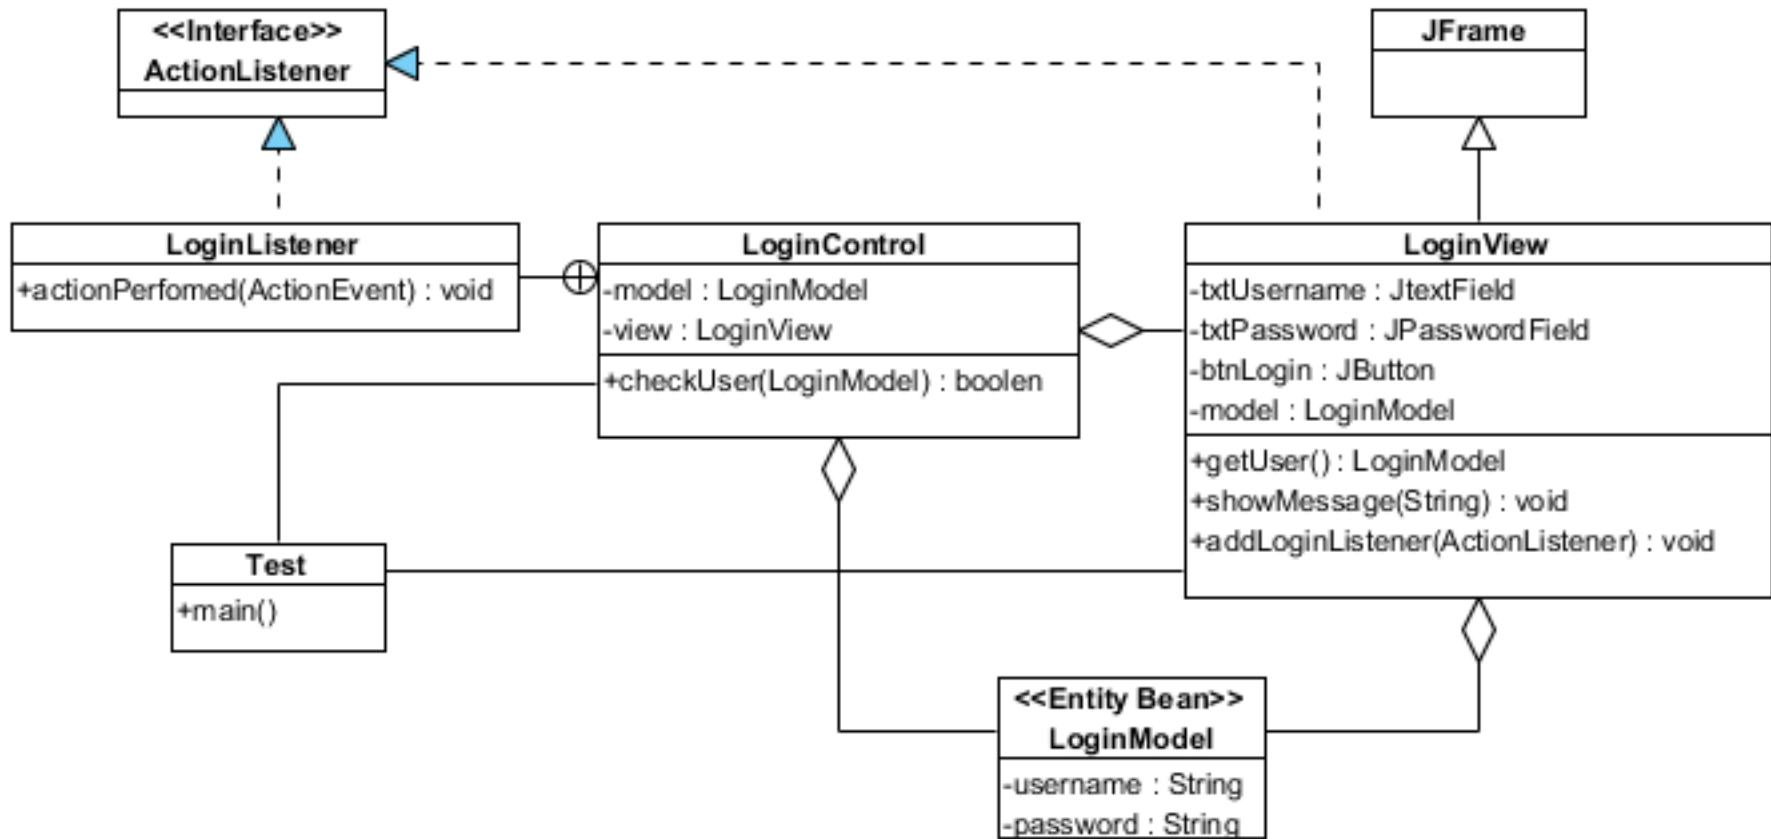 <<Interface>>
ActionListener
JFrame
LoginListener
+actionPerfomed(ActionEvent) : void
LoginControl
-model : LoginModel
-view : LoginView
+checkUser(LoginModel) : boolen
LoginView
-txtUsername : JtextField
-txtPassword : JPasswordField
-btnLogin : JButton
-model : LoginModel
+getUser() : LoginModel
+showMessage(String) : void
+addLoginListener(ActionListener) : void
Test
+main()
<<Entity Bean>>
LoginModel
-username : String
-password : String